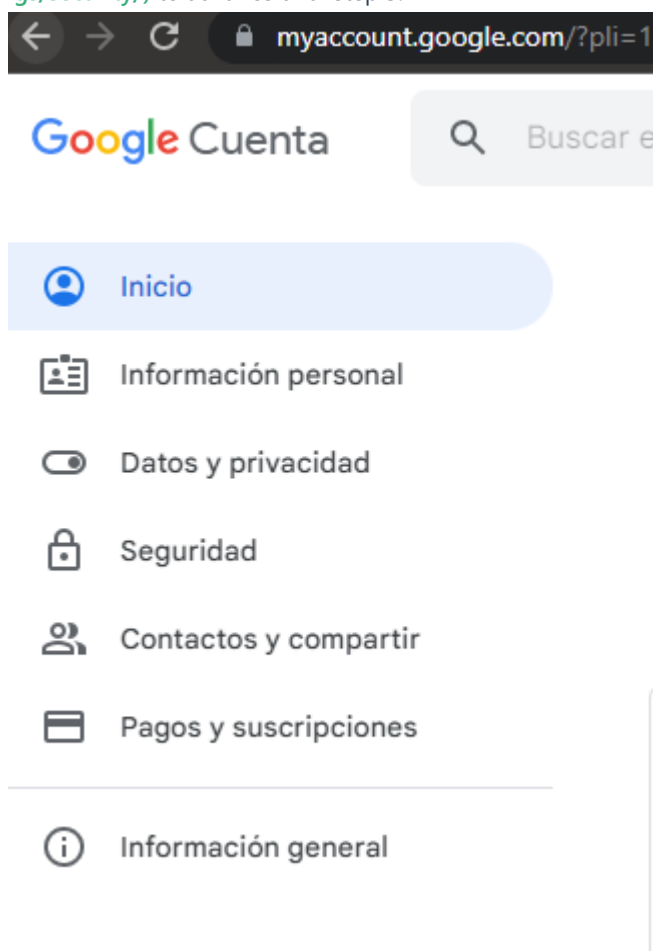 myaccount.google.com/?pli=1
Google Cuenta
Buscar e
Inicio
Información personal
Datos y privacidad
Seguridad
Contactos y compartir
Pagos y suscripciones
Información general